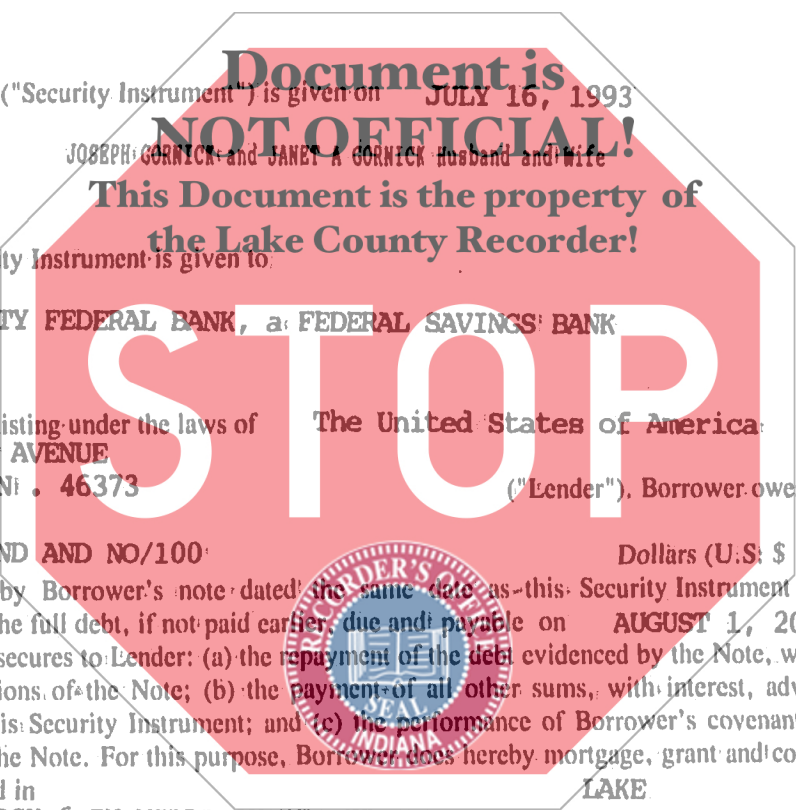 Document is
("Security Instrument") is given on JULY 16, 1993
NOT OFFICIAL!
JOSEPH GORNICK and JANET A GORNICK Husband and Wife
This Document is the property of
the Lake County Recorder!
ty Instrument is given to
TY FEDERAL BANK, a FEDERAL SAVINGS BANK
STOP
isting under the laws of The United States of America
AVENUE
N . 46373 ("Lender"). Borrower owe
ND AND NO/100 Dollars (U.S. $
by Borrower's note dated the same date as this Security Instrument
he full debt, if not paid earlier, due and payable on AUGUST 1, 20
secures to Lender: (a) the repayment of the debt evidenced by the Note, w
ions of the Note; (b) the payment of all other sums, with interest, adv
is Security Instrument; and (c) the performance of Borrower's covenan
he Note. For this purpose, Borrower does hereby mortgage, grant and co
d in LAKE
RECORDER'S OFFICE
SEAL
INDIANA